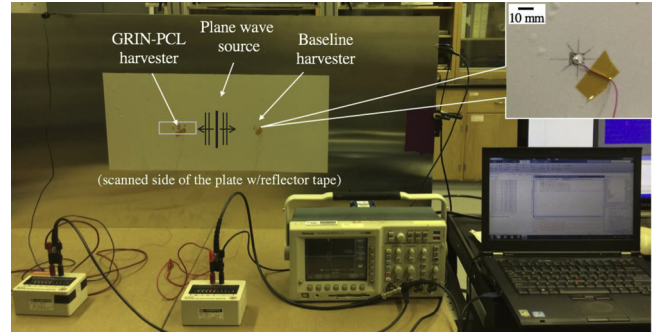 10 mm
Plane wave
source
GRIN-PCL
harvester
Baseline
harvester
(scanned side of the plate w/reflector tape)